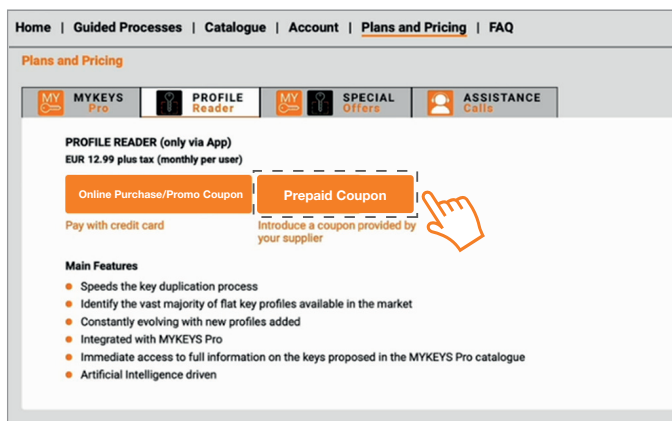 Home | Guided Processes | Catalogue | Account | Plans and Pricing | FAQ
Plans and Pricing
MY MYKEYS Pro
PROFILE Reader
MY SPECIAL Offers
ASSISTANCE Calls
PROFILE READER (only via App)
EUR 12.99 plus tax (monthly per user)
Online Purchase/Promo Coupon
Prepaid Coupon
Pay with credit card
Introduce a coupon provided by
your supplier
Main Features
Speeds the key duplication process
Identify the vast majority of flat key profiles available in the market
Constantly evolving with new profiles added
Integrated with MYKEYS Pro
Immediate access to full information on the keys proposed in the MYKEYS Pro catalogue
Artificial Intelligence driven